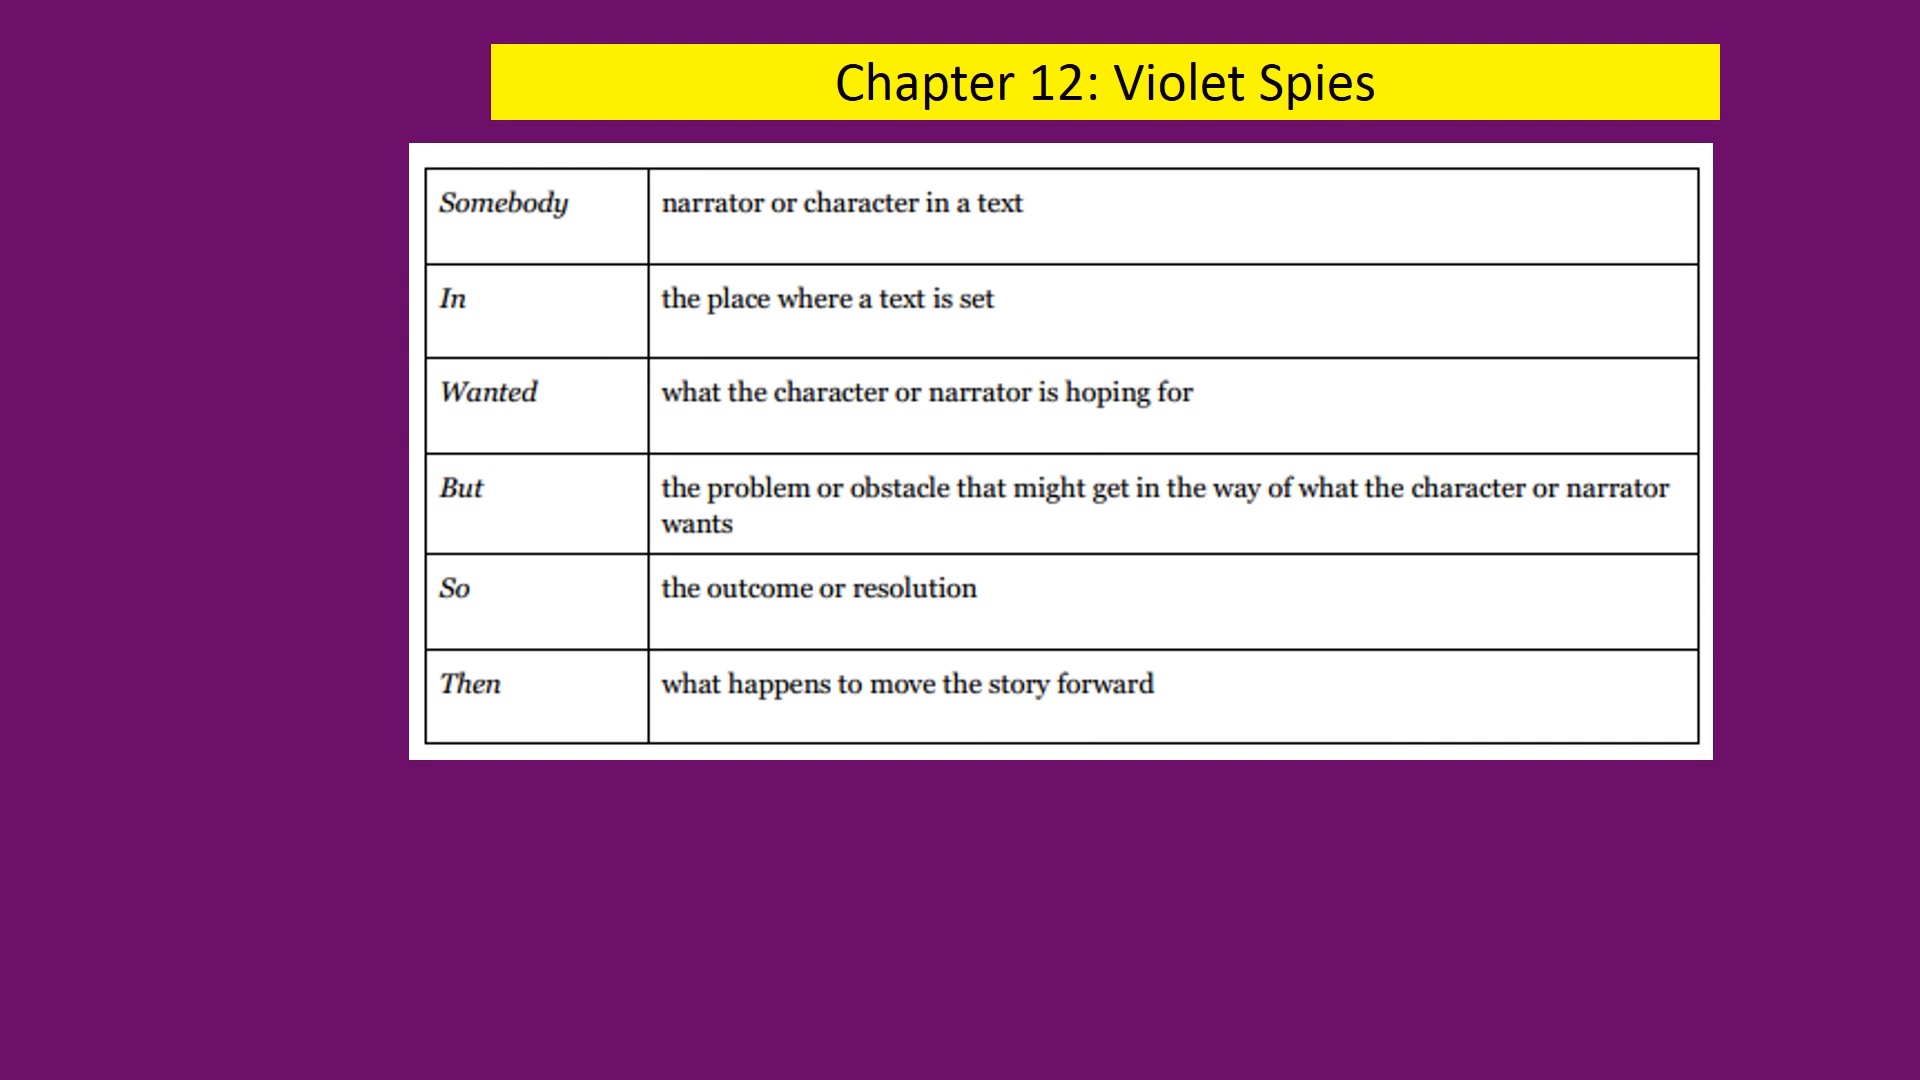 Chapter 12: Violet Spies
Somebody narrator or character in a text
In the place where a text is set
Wanted what the character or narrator is hoping for
But the problem or obstacle that might get in the way of what the character or narrator
wants
So the outcome or resolution
Then what happens to move the story forward